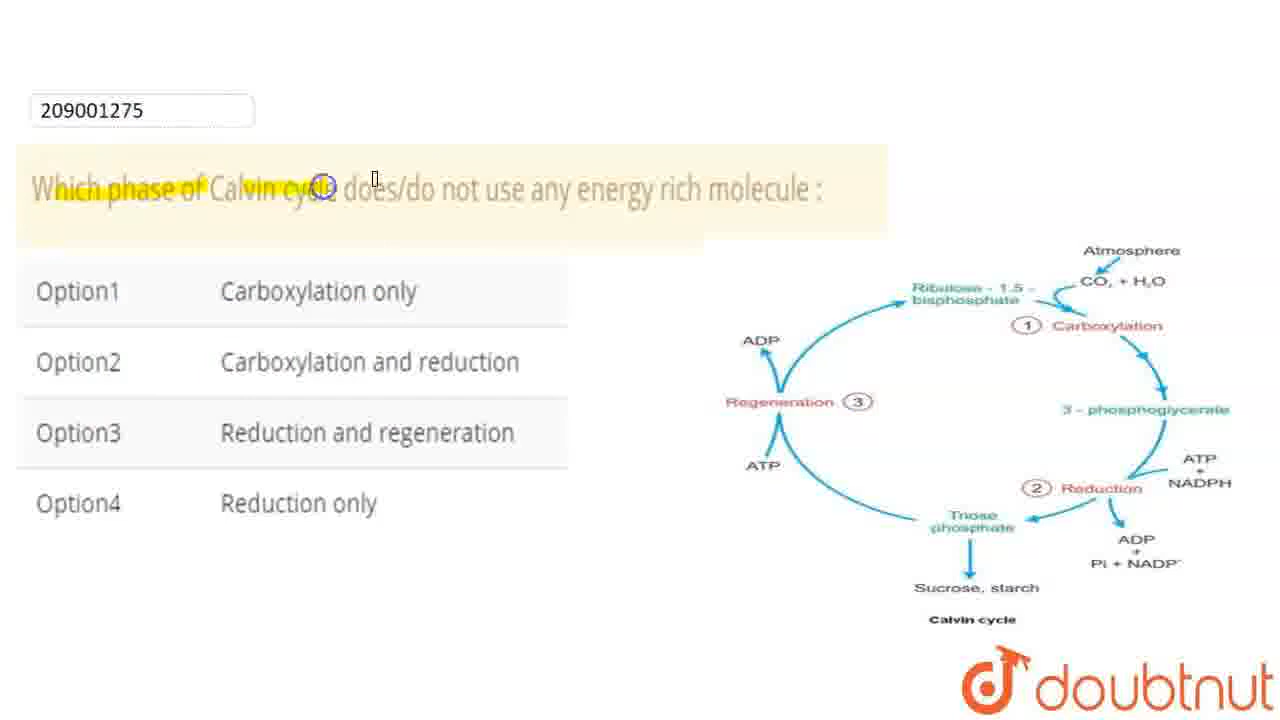 209001275
Which phase of Calvin cycle does/do not use any energy rich molecule :
Option1 Carboxylation only
Option2 Carboxylation and reduction
Option3 Reduction and regeneration
Option4 Reduction only
Atmosphere
CO₂ + H₂O
Ribulose - 1.5 -
bisphosphate
1 Carboxylation
ADP
Regeneration 3
3 - phosphoglycerate
ATP
ATP
+
NADPH
2 Reduction
Triose
phosphate
ADP
+
Pi + NADP⁺
Sucrose, starch
Calvin cycle
doubtnut